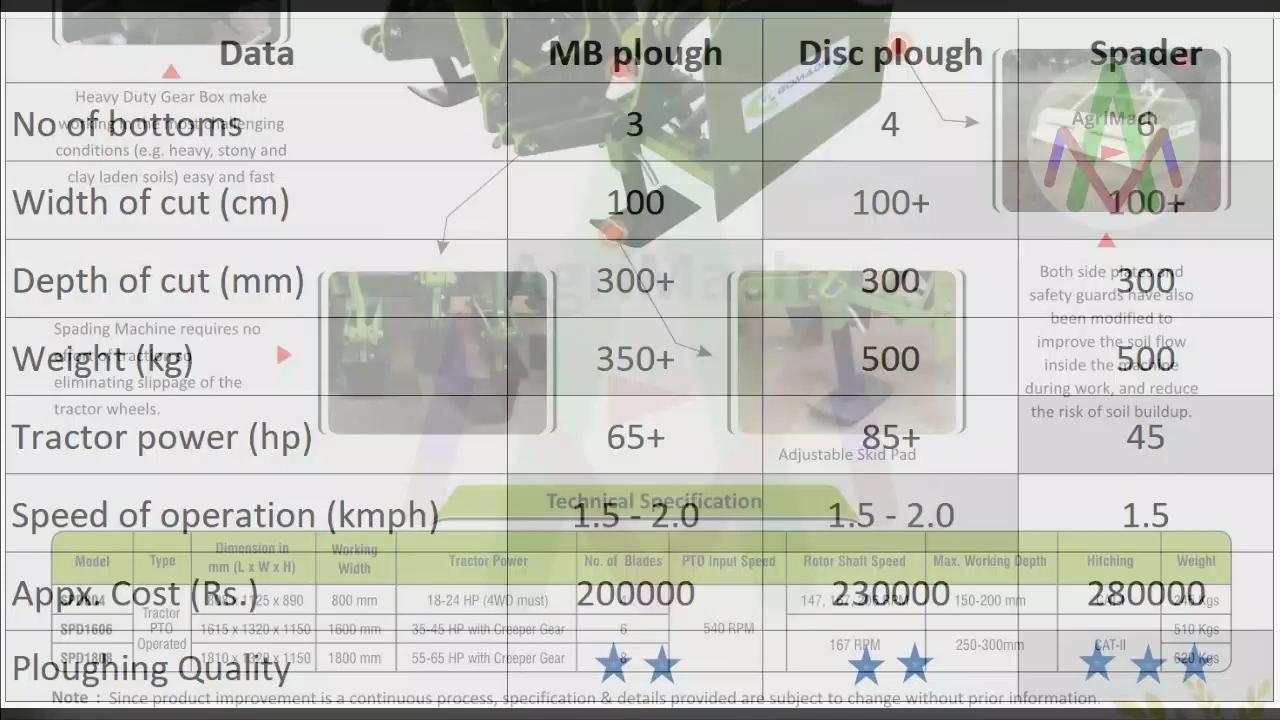 Data MB plough Disc plough Spader
No of bottoms 3 4 6
Width of cut (cm) 100 100+ 100+
Depth of cut (mm) 300+ 300 300
Weight (kg) 350+ 500 500
Tractor power (hp) 65+ 85+ 45
Speed of operation (kmph) 1.5 - 2.0 1.5 - 2.0 1.5
Appx. Cost (Rs.) 200000 230000 280000
Ploughing Quality
Heavy Duty Gear Box make
conditions (e.g. heavy, stony and
clay laden soils) easy and fast
AgriMach
AgriMach
Spading Machine requires no
eliminating slippage of the
tractor wheels.
Both side plates and
safety guards have also
been modified to
improve the soil flow
inside the machine
during work, and reduce
the risk of soil buildup.
Adjustable Skid Pad
Technical Specification
Model Type Dimension in mm (L x W x H) Working Width Tractor Power No. of Blades PTO Input Speed Rotor Shaft Speed Max. Working Depth Hitching Weight
x 890 800 mm 18-24 HP (4WD must) 150-200 mm Kgs
SPD1606 Tractor PTO Operated 1615 x 1320 x 1150 1600 mm 35-45 HP with Creeper Gear 6 540 RPM 167 RPM 250-300mm CAT-II 510 Kgs
1810 x 1320 x 1150 1800 mm 55-65 HP with Creeper Gear 8 Kgs
Note : Since product improvement is a continuous process, specification & details provided are subject to change without prior information.